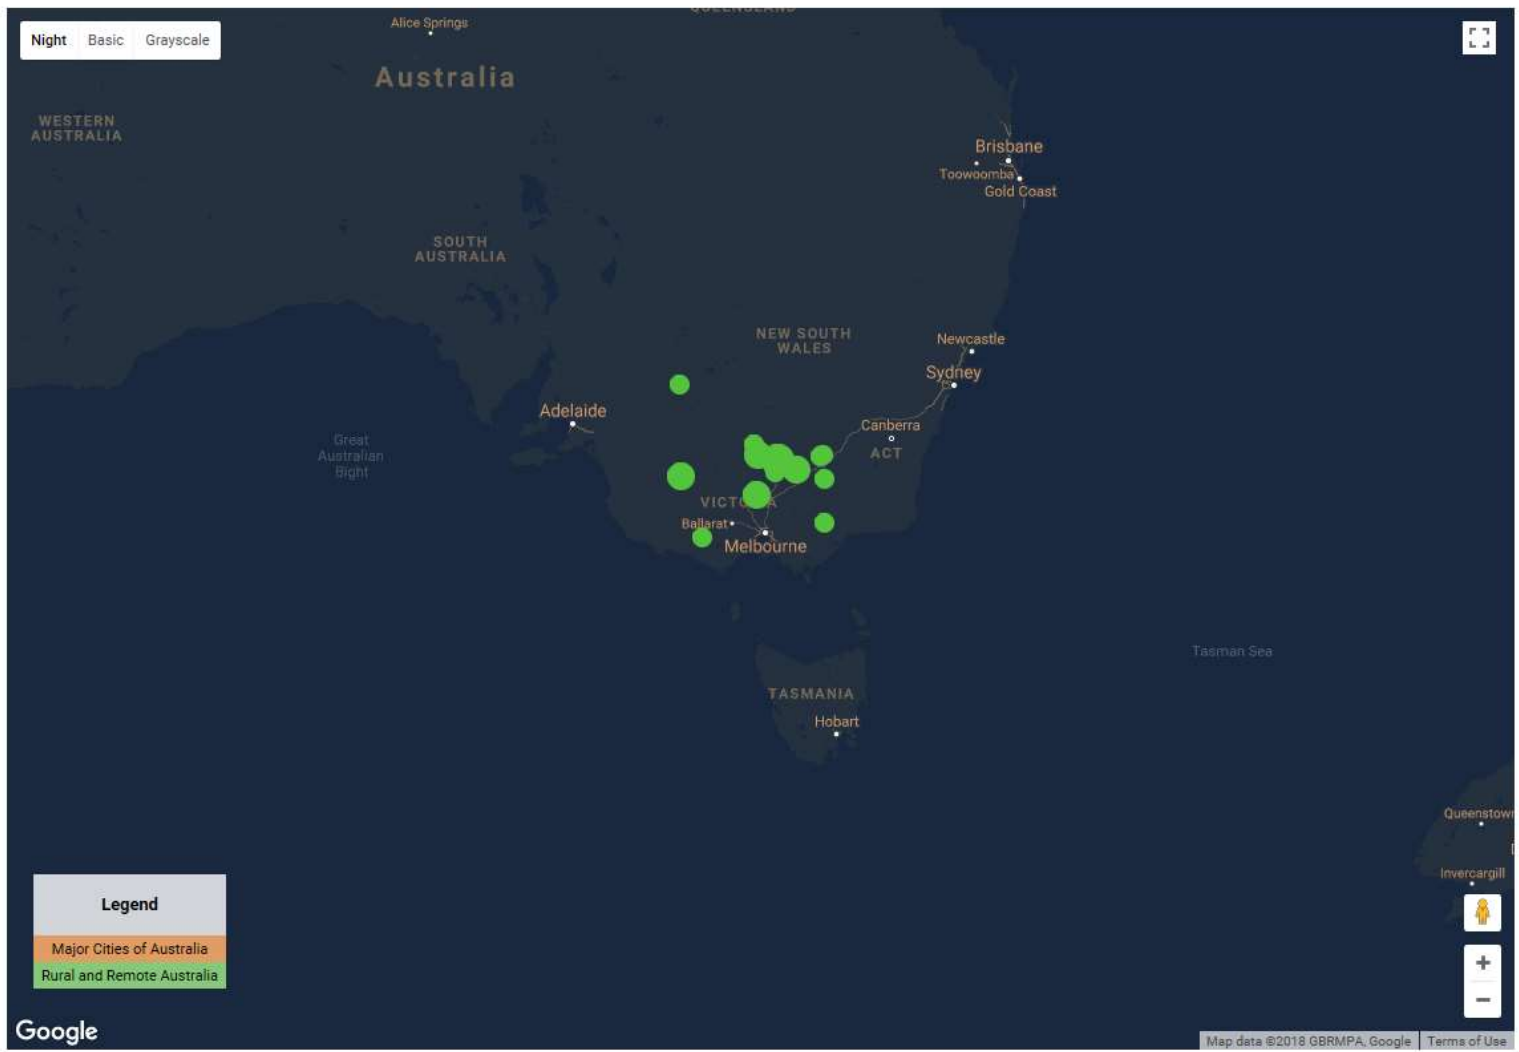 QUEENSLAND
Alice Springs
Night Basic Grayscale
Australia
WESTERN
AUSTRALIA
Brisbane
Toowoomba
Gold Coast
SOUTH
AUSTRALIA
NEW SOUTH
WALES
Newcastle
Sydney
Adelaide
Canberra
ACT
Great
Australian
Bight
VICTORIA
Ballarat
Melbourne
Tasman Sea
TASMANIA
Hobart
Queenstown
Invercargill
Legend
Major Cities of Australia
Rural and Remote Australia
Google
Map data ©2018 GBRMPA, Google Terms of Use